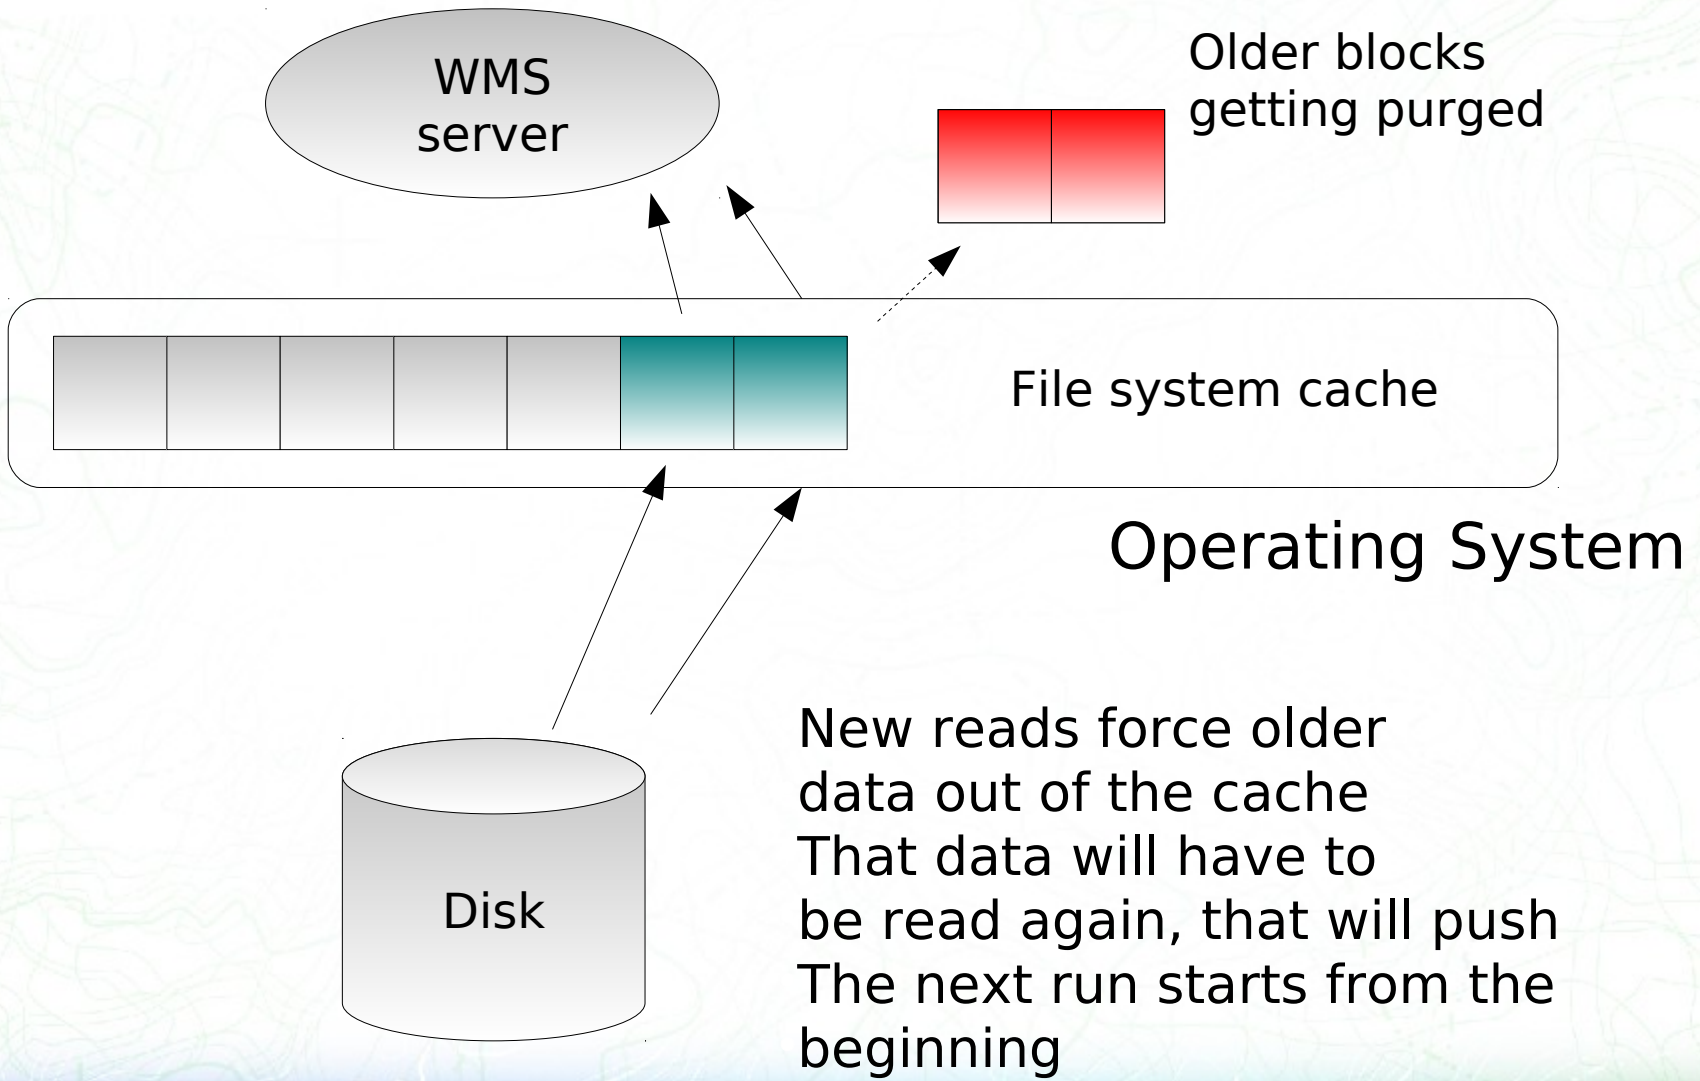 WMS
server
Older blocks
getting purged
File system cache
Operating System
Disk
New reads force older
data out of the cache
That data will have to
be read again, that will push
The next run starts from the
beginning